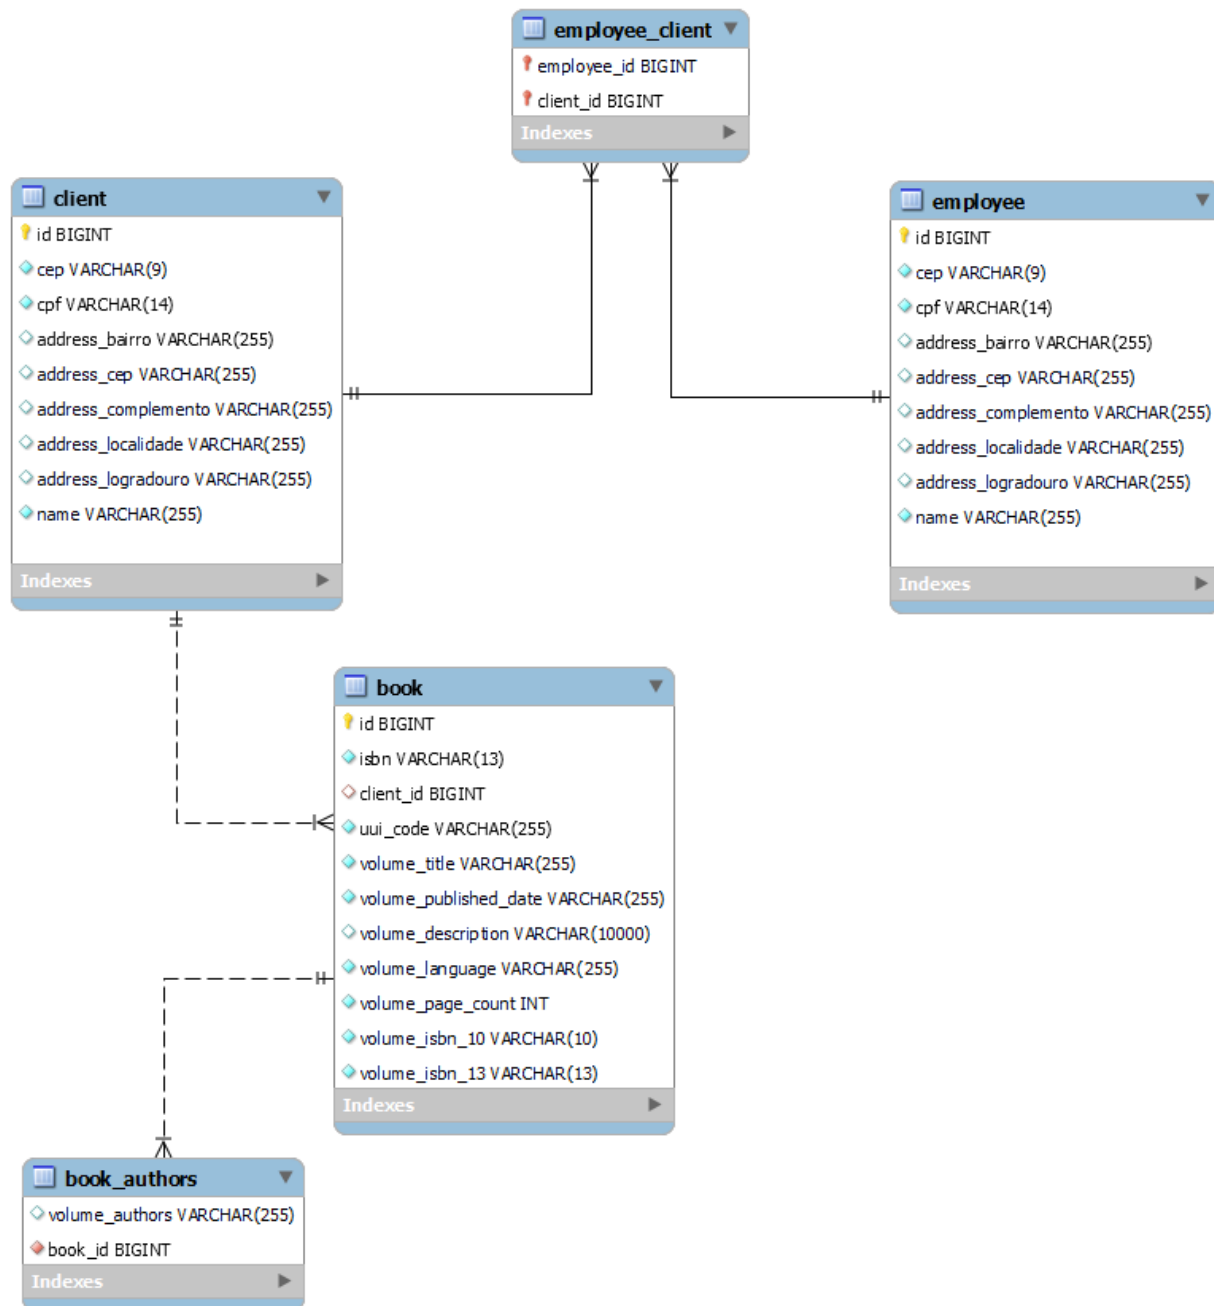 employee_client
employee_id BIGINT
client_id BIGINT
Indexes
client
id BIGINT
cep VARCHAR(9)
cpf VARCHAR(14)
address_bairro VARCHAR(255)
address_cep VARCHAR(255)
address_complemento VARCHAR(255)
address_localidade VARCHAR(255)
address_logradouro VARCHAR(255)
name VARCHAR(255)
Indexes
employee
id BIGINT
cep VARCHAR(9)
cpf VARCHAR(14)
address_bairro VARCHAR(255)
address_cep VARCHAR(255)
address_complemento VARCHAR(255)
address_localidade VARCHAR(255)
address_logradouro VARCHAR(255)
name VARCHAR(255)
Indexes
book
id BIGINT
isbn VARCHAR(13)
client_id BIGINT
uui_code VARCHAR(255)
volume_title VARCHAR(255)
volume_published_date VARCHAR(255)
volume_description VARCHAR(10000)
volume_language VARCHAR(255)
volume_page_count INT
volume_isbn_10 VARCHAR(10)
volume_isbn_13 VARCHAR(13)
Indexes
book_authors
volume_authors VARCHAR(255)
book_id BIGINT
Indexes